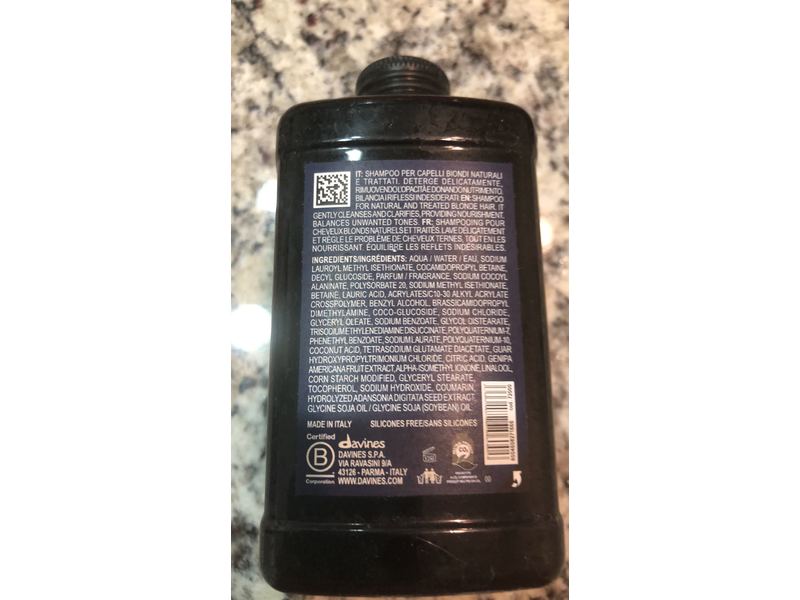 IT: SHAMPOO PER CAPELLI BIONDI NATURALI
E TRATTATI. DETERGE DELICATAMENTE,
RIMUOVENDO L'OPACITÀ E DONANDO NUTRIMENTO.
BILANCIA I RIFLESSI INDESIDERATI. EN: SHAMPOO
FOR NATURAL AND TREATED BLONDE HAIR. IT
GENTLY CLEANSES AND CLARIFIES, PROVIDING NOURISHMENT.
BALANCES UNWANTED TONES. FR: SHAMPOOING POUR
CHEVEUX BLONDS NATURELS ET TRAITÉS. LAVE DÉLICATEMENT
ET RÈGLE LE PROBLÈME DE CHEVEUX TERNES, TOUT EN LES
NOURRISSANT. ÉQUILIBRE LES REFLETS INDÉSIRABLES.
INGREDIENTS/INGRÉDIENTS: AQUA / WATER / EAU, SODIUM
LAUROYL METHYL ISETHIONATE, COCAMIDOPROPYL BETAINE,
DECYL GLUCOSIDE, PARFUM / FRAGRANCE, SODIUM COCOYL
ALANINATE, POLYSORBATE 20, SODIUM METHYL ISETHIONATE,
BETAINE, LAURIC ACID, ACRYLATES/C10-30 ALKYL ACRYLATE
CROSSPOLYMER, BENZYL ALCOHOL, BRASSICAMIDOPROPYL
DIMETHYLAMINE, COCO-GLUCOSIDE, SODIUM CHLORIDE,
GLYCERYL OLEATE, SODIUM BENZOATE, GLYCOL DISTEARATE,
TRISODIUM ETHYLENEDIAMINE DISUCCINATE, POLYQUATERNIUM-7,
PHENETHYL BENZOATE, SODIUM LAURATE, POLYQUATERNIUM-10,
COCONUT ACID, TETRASODIUM GLUTAMATE DIACETATE, GUAR
HYDROXYPROPYLTRIMONIUM CHLORIDE, CITRIC ACID, GENIPA
AMERICANA FRUIT EXTRACT, ALPHA-ISOMETHYL IONONE, LINALOOL,
CORN STARCH MODIFIED, GLYCERYL STEARATE,
TOCOPHEROL, SODIUM HYDROXIDE, COUMARIN,
HYDROLYZED ADANSONIA DIGITATA SEED EXTRACT,
GLYCINE SOJA OIL / GLYCINE SOJA (SOYBEAN) OIL
MADE IN ITALY SILICONES FREE/SANS SILICONES
Certified
B
Corporation
davines
DAVINES S.P.A.
VIA RAVASINI 9/A
43126 - PARMA - ITALY
WWW.DAVINES.COM
12M
CO₂